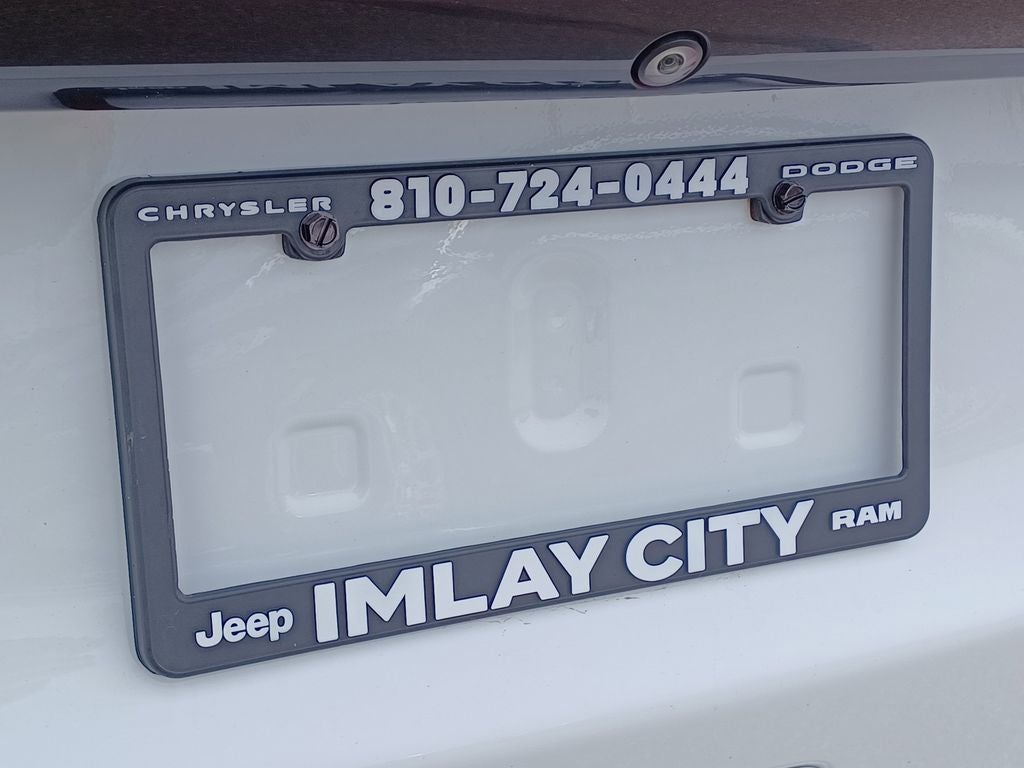 CHRYSLER 810-724-0444 DODGE
Jeep IMLAY CITY RAM